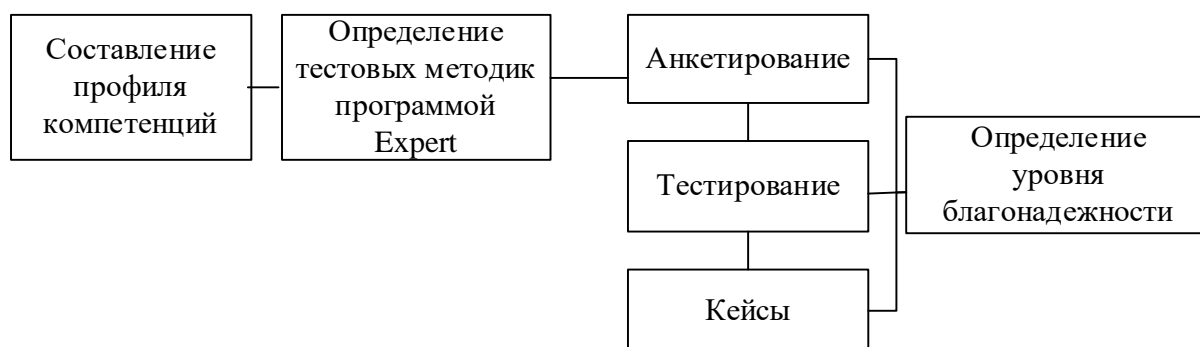 Составление
профиля
компетенций
Определение
тестовых методик
программой
Expert
Анкетирование
Тестирование
Кейсы
Определение
уровня
благонадежности